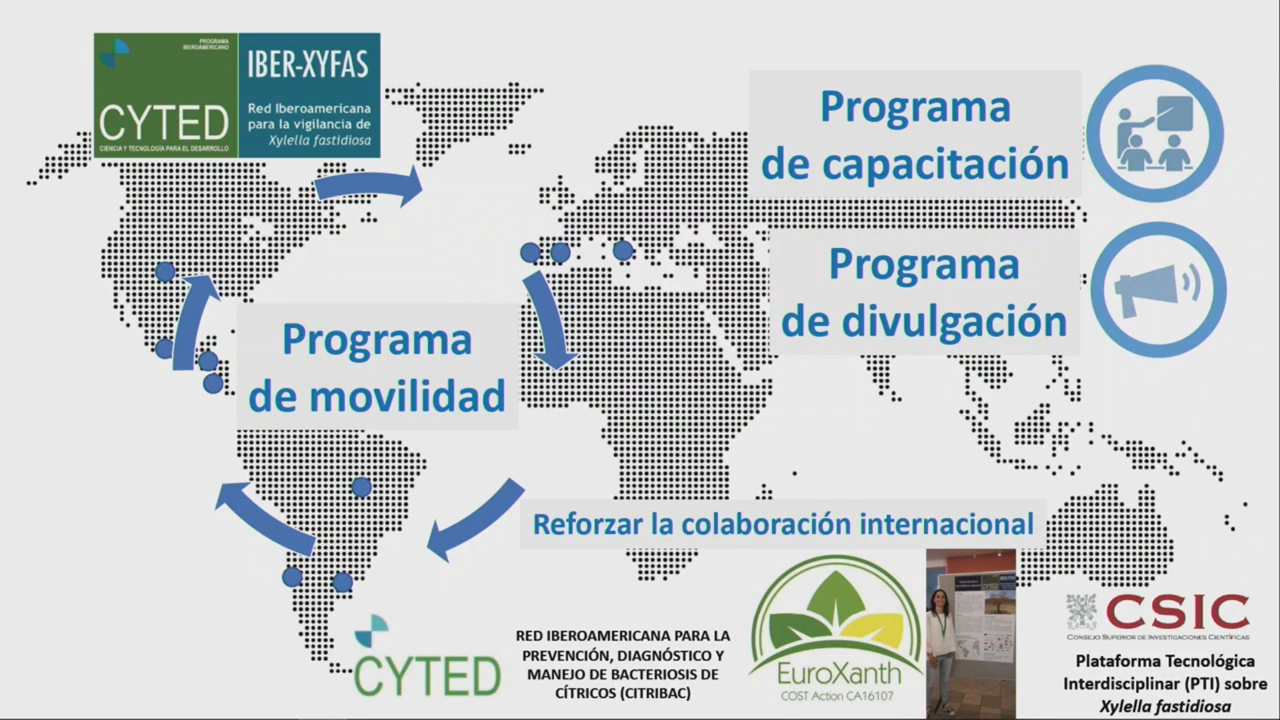 PROGRAMA
IBEROAMERICANO
CYTED
CIENCIA Y TECNOLOGÍA PARA EL DESARROLLO
IBER-XYFAS
Red Iberoamericana
para la vigilancia de
Xylella fastidiosa
Programa
de capacitación
Programa
de divulgación
Programa
de movilidad
Reforzar la colaboración internacional
CYTED
RED IBEROAMERICANA PARA LA
PREVENCIÓN, DIAGNÓSTICO Y
MANEJO DE BACTERIOSIS DE
CÍTRICOS (CITRIBAC)
EuroXanth
COST Action CA16107
CSIC
CONSEJO SUPERIOR DE INVESTIGACIONES CIENTÍFICAS
Plataforma Tecnológica
Interdisciplinar (PTI) sobre
Xylella fastidiosa